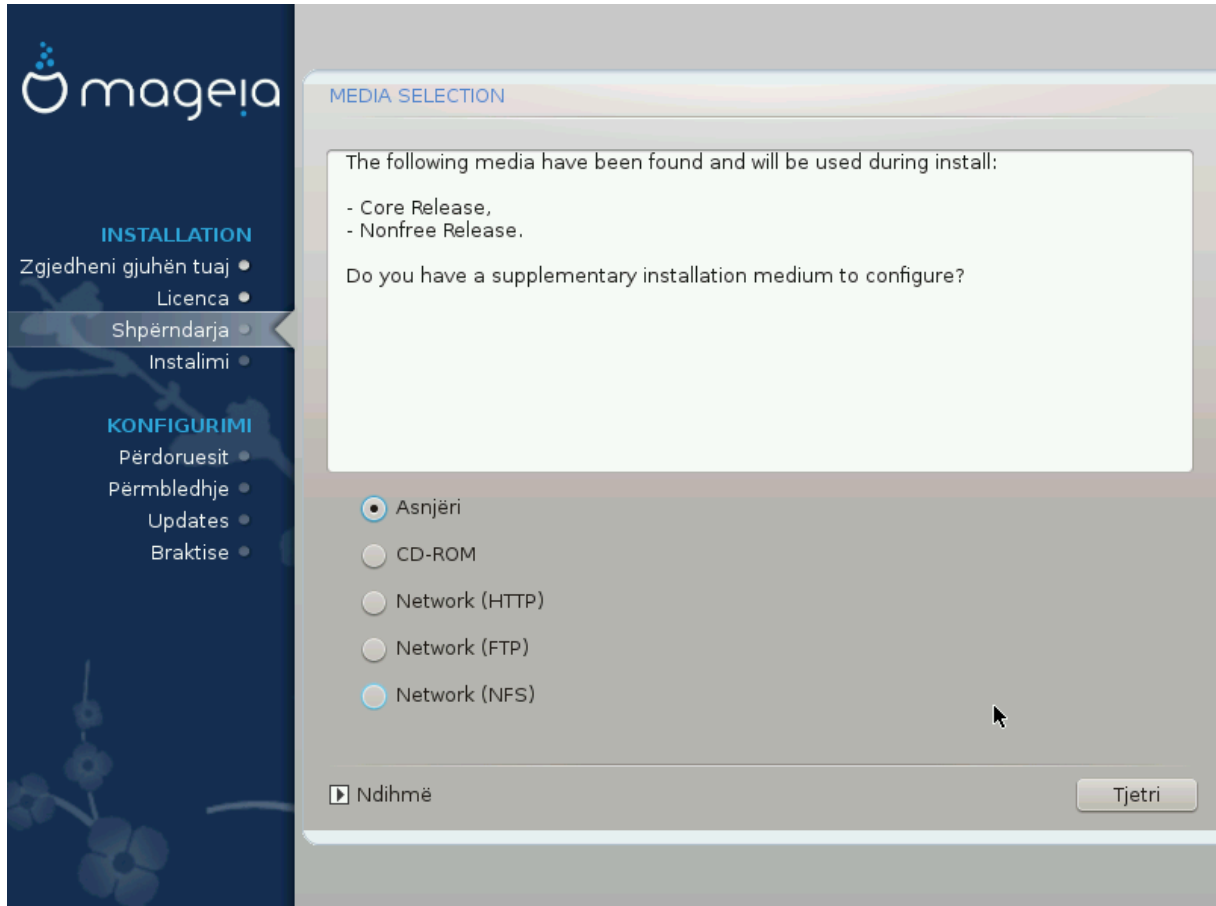 mageia
INSTALLATION
Zgjedheni gjuhën tuaj
Licenca
Shpërndarja
Instalimi
KONFIGURIMI
Përdoruesit
Përmbledhje
Updates
Braktise
MEDIA SELECTION
The following media have been found and will be used during install:
- Core Release,
- Nonfree Release.
Do you have a supplementary installation medium to configure?
Asnjëri
CD-ROM
Network (HTTP)
Network (FTP)
Network (NFS)
Ndihmë
Tjetri